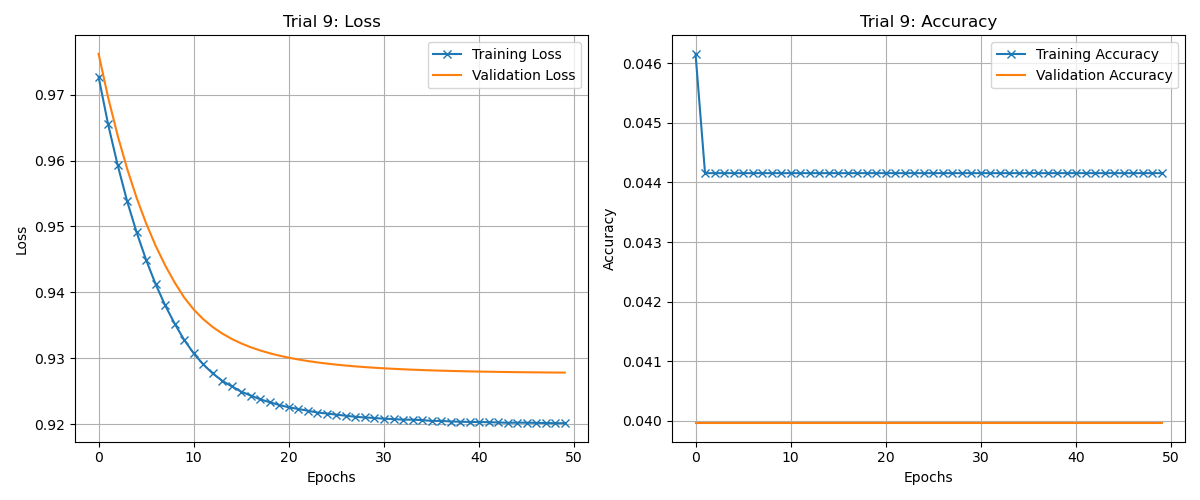 Trial 9: Loss
Training Loss
Validation Loss
0.97
0.96
0.95
0.94
0.93
0.92
Loss
0
10
20
30
40
50
Epochs
Trial 9: Accuracy
Training Accuracy
Validation Accuracy
0.046
0.045
0.044
0.043
0.042
0.041
0.040
Accuracy
0
10
20
30
40
50
Epochs